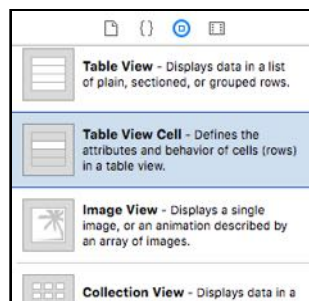 {}
Table View - Displays data in a list
of plain, sectioned, or grouped rows.
Table View Cell - Defines the
attributes and behavior of cells (rows)
in a table view.
Image View - Displays a single
image, or an animation described by
an array of images.
Collection View - Displays data in a